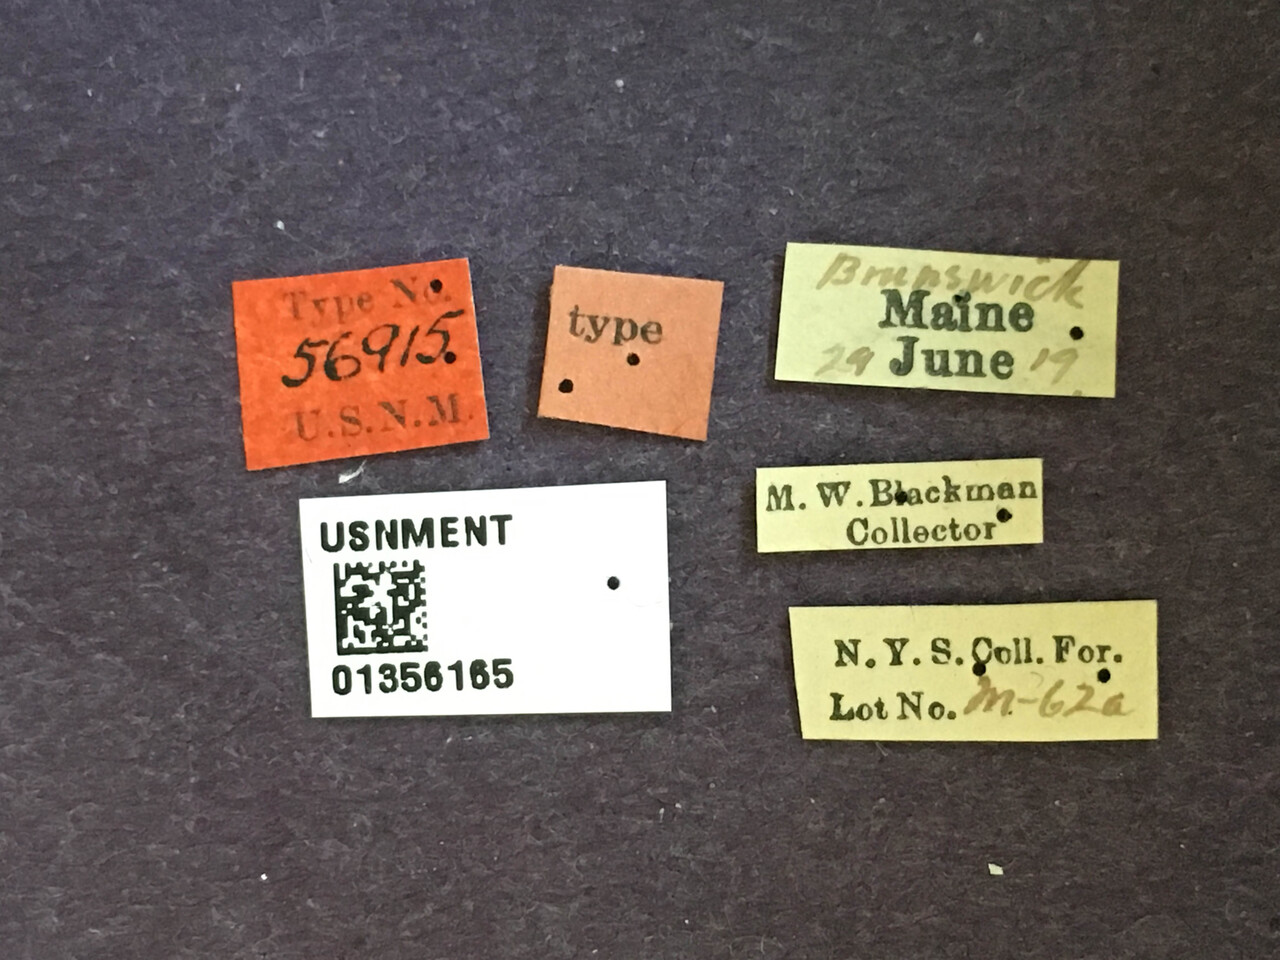 Type No.
56915.
U.S.N.M.
type
Brunswick
Maine
29 June 19
M. W. Blackman
Collector
USNMENT
01356165
N. Y. S. Coll. For.
Lot No. M-62a